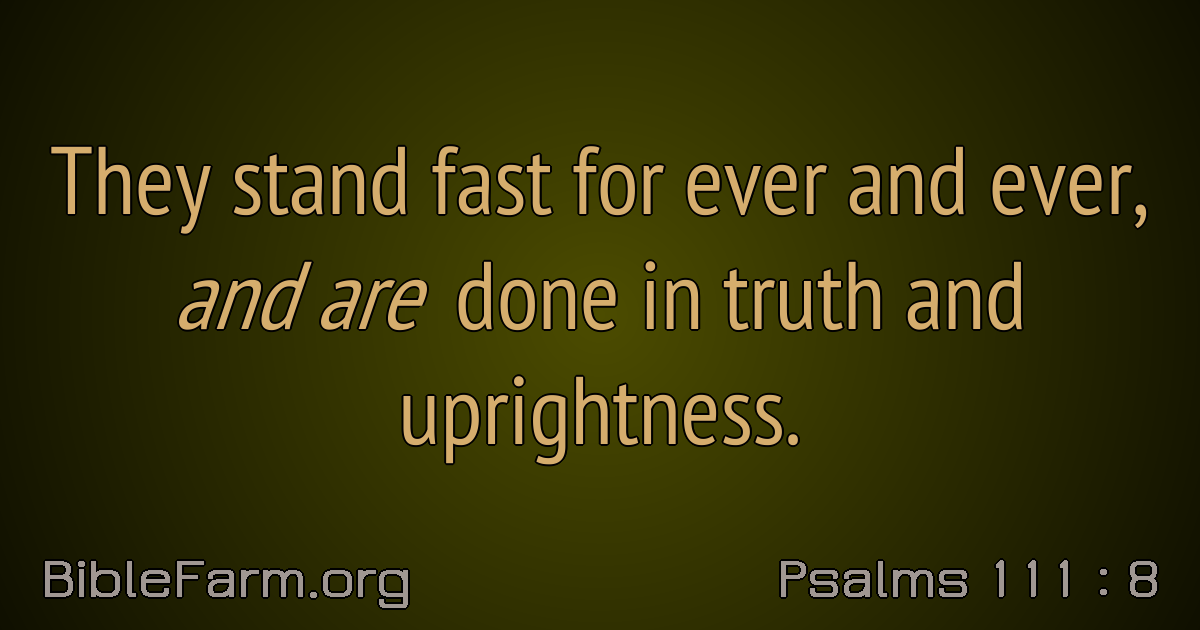 They stand fast for ever and ever,
and are done in truth and
uprightness.
BibleFarm.org
Psalms 111 : 8